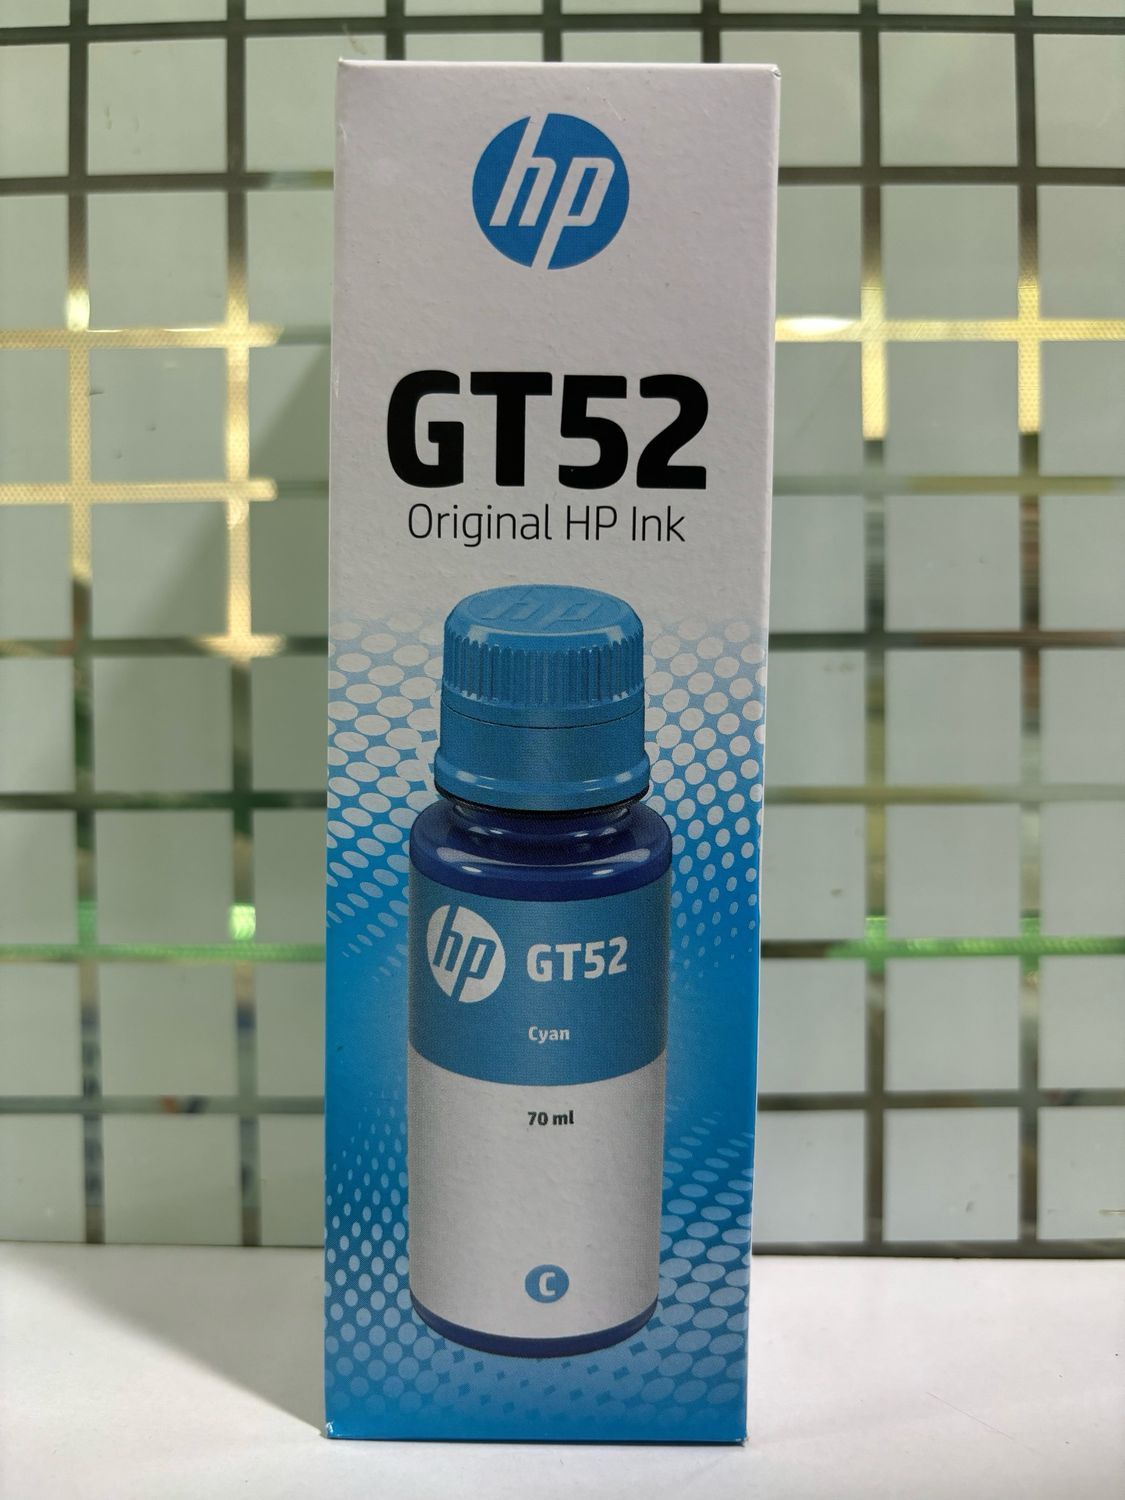 hp
GT52
Original HP Ink
hp
hp GT52
Cyan
70 ml
C